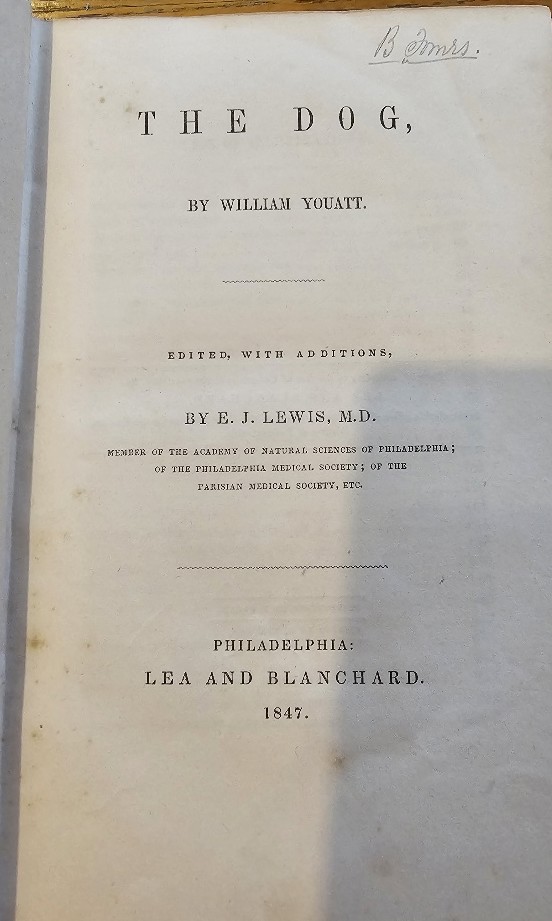 B
THE DOG,
BY WILLIAM YOUATT.
EDITED, WITH ADDITIONS,
BY E. J. LEWIS, M.D.
MEMBER OF THE ACADEMY OF NATURAL SCIENCES OF PHILADELPHIA;
OF THE PHILADELPHIA MEDICAL SOCIETY; OF THE
PARISIAN MEDICAL SOCIETY, ETC.
PHILADELPHIA:
LEA AND BLANCHARD.
1847.